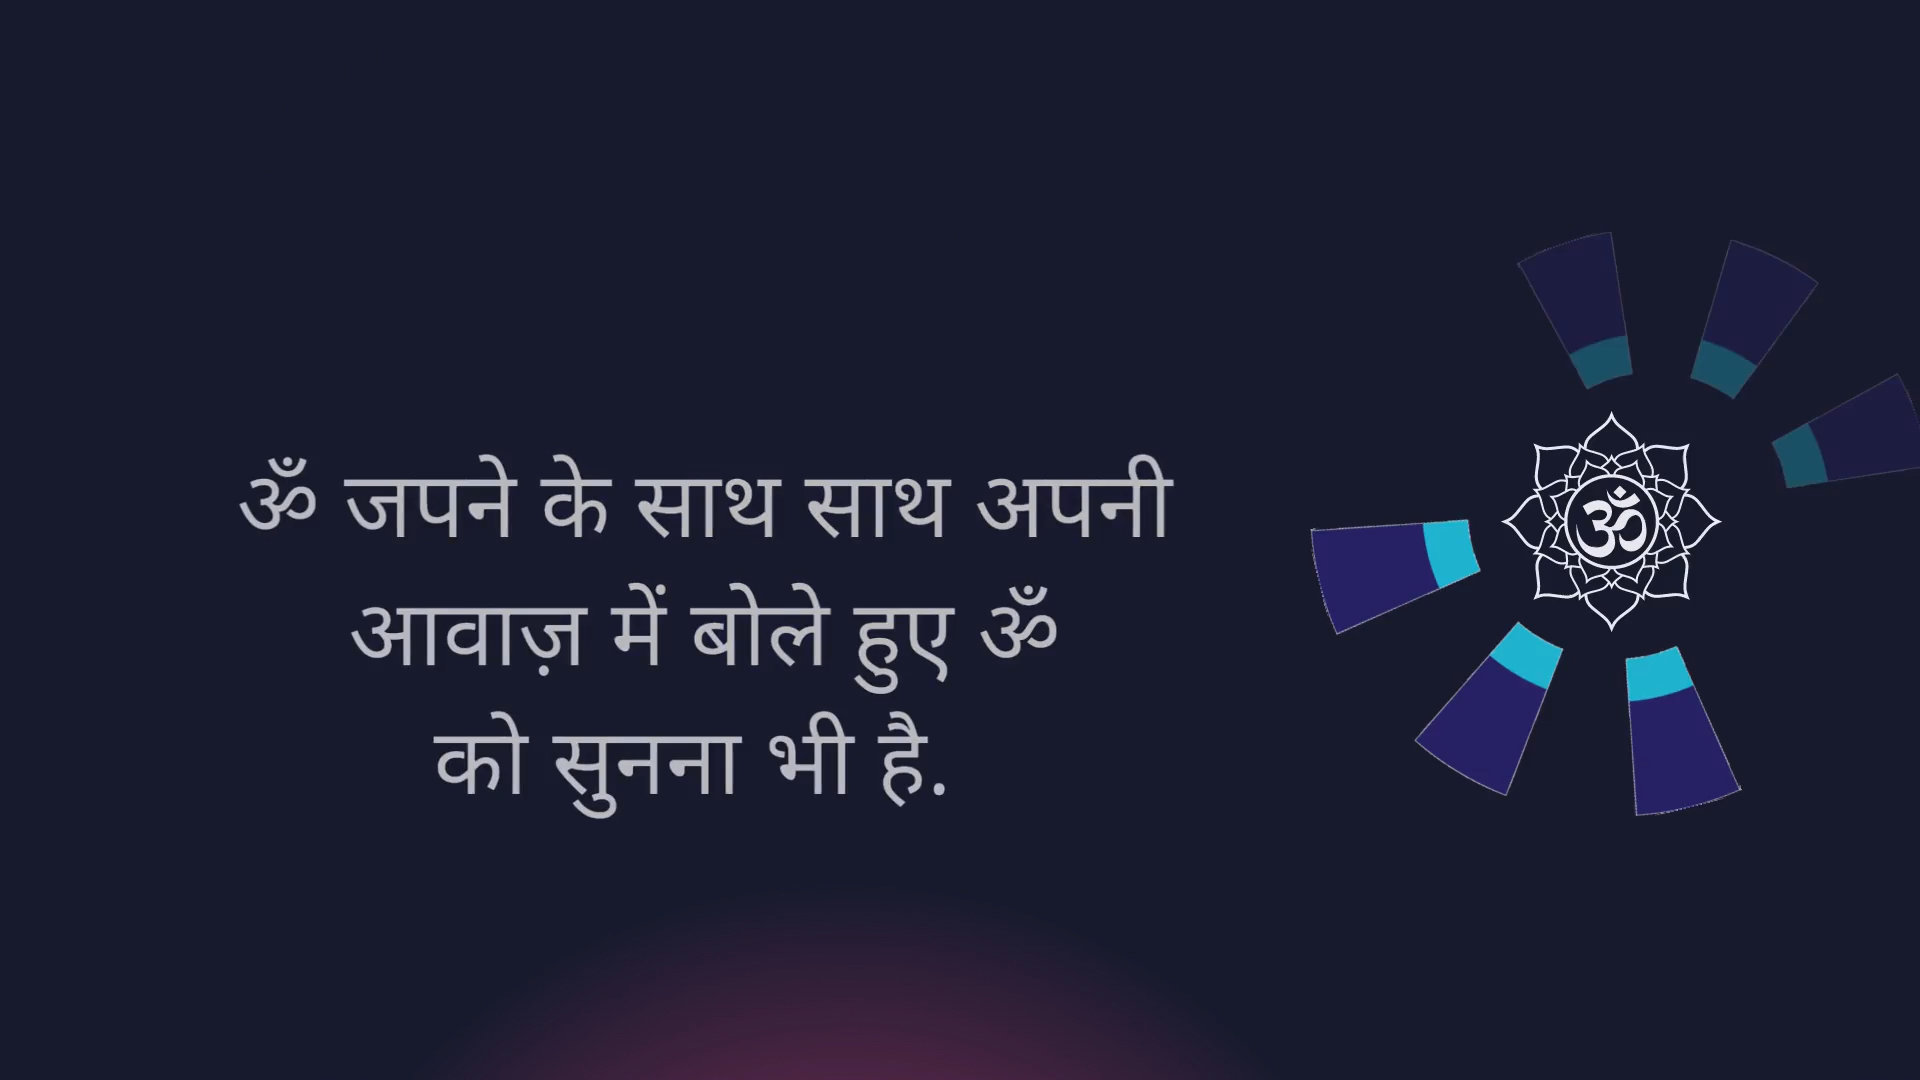 ॐ जपने के साथ साथ अपनी
आवाज़ में बोले हुए ॐ
को सुनना भी है.
ॐ